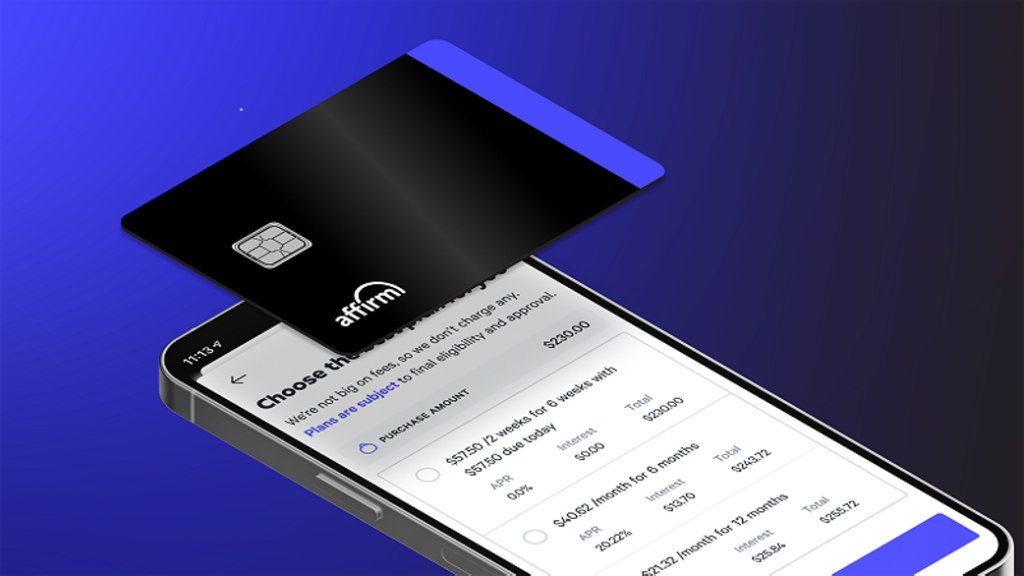 affirm
11:13
Choose the
We're not big on fees, so we don't charge any.
Plans are subject to final eligibility and approval.
PURCHASE AMOUNT
$230.00
$57.50 /2 weeks for 6 weeks with
$57.50 due today
APR
Interest
Total
0.0%
$0.00
$230.00
$40.62 /month for 6 months
APR
Interest
Total
20.22%
$13.70
$243.72
$21.32 /month for 12 months
Interest
Total
$25.84
$255.72